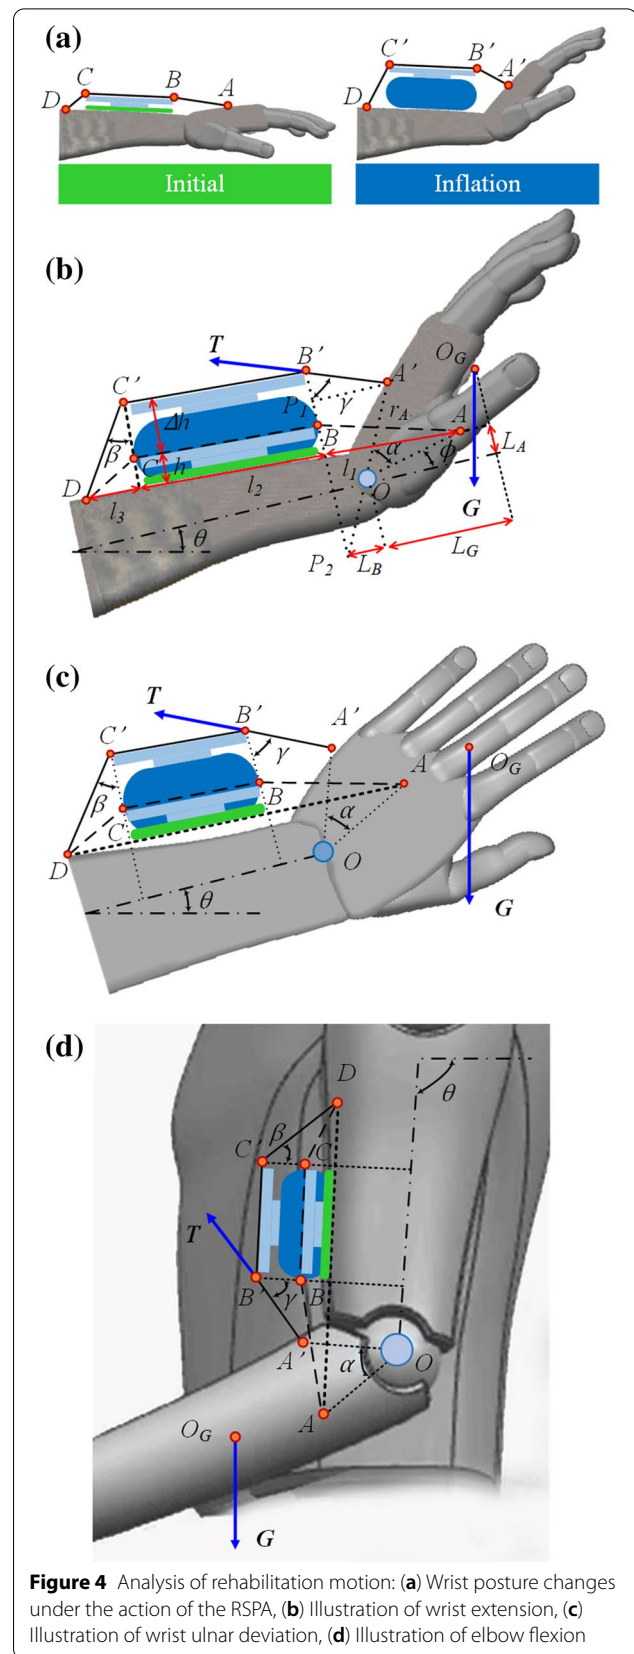 (a)
C B A D
C' B' A' D
Initial Inflation
(b)
T B' C' A' O_G
P_1 γ r_A A
Δh B L_A
β C h l_1 α ϕ
D l_2 O G
l_3 L_G
θ P_2 L_B
(c)
T B' A'
C' γ A O_G
β B
C α
D O
θ G
(d)
D θ
C' β C
T
B' γ B
A' α O
A
O_G
G
Figure 4 Analysis of rehabilitation motion: (a) Wrist posture changes
under the action of the RSPA, (b) Illustration of wrist extension, (c)
Illustration of wrist ulnar deviation, (d) Illustration of elbow flexion